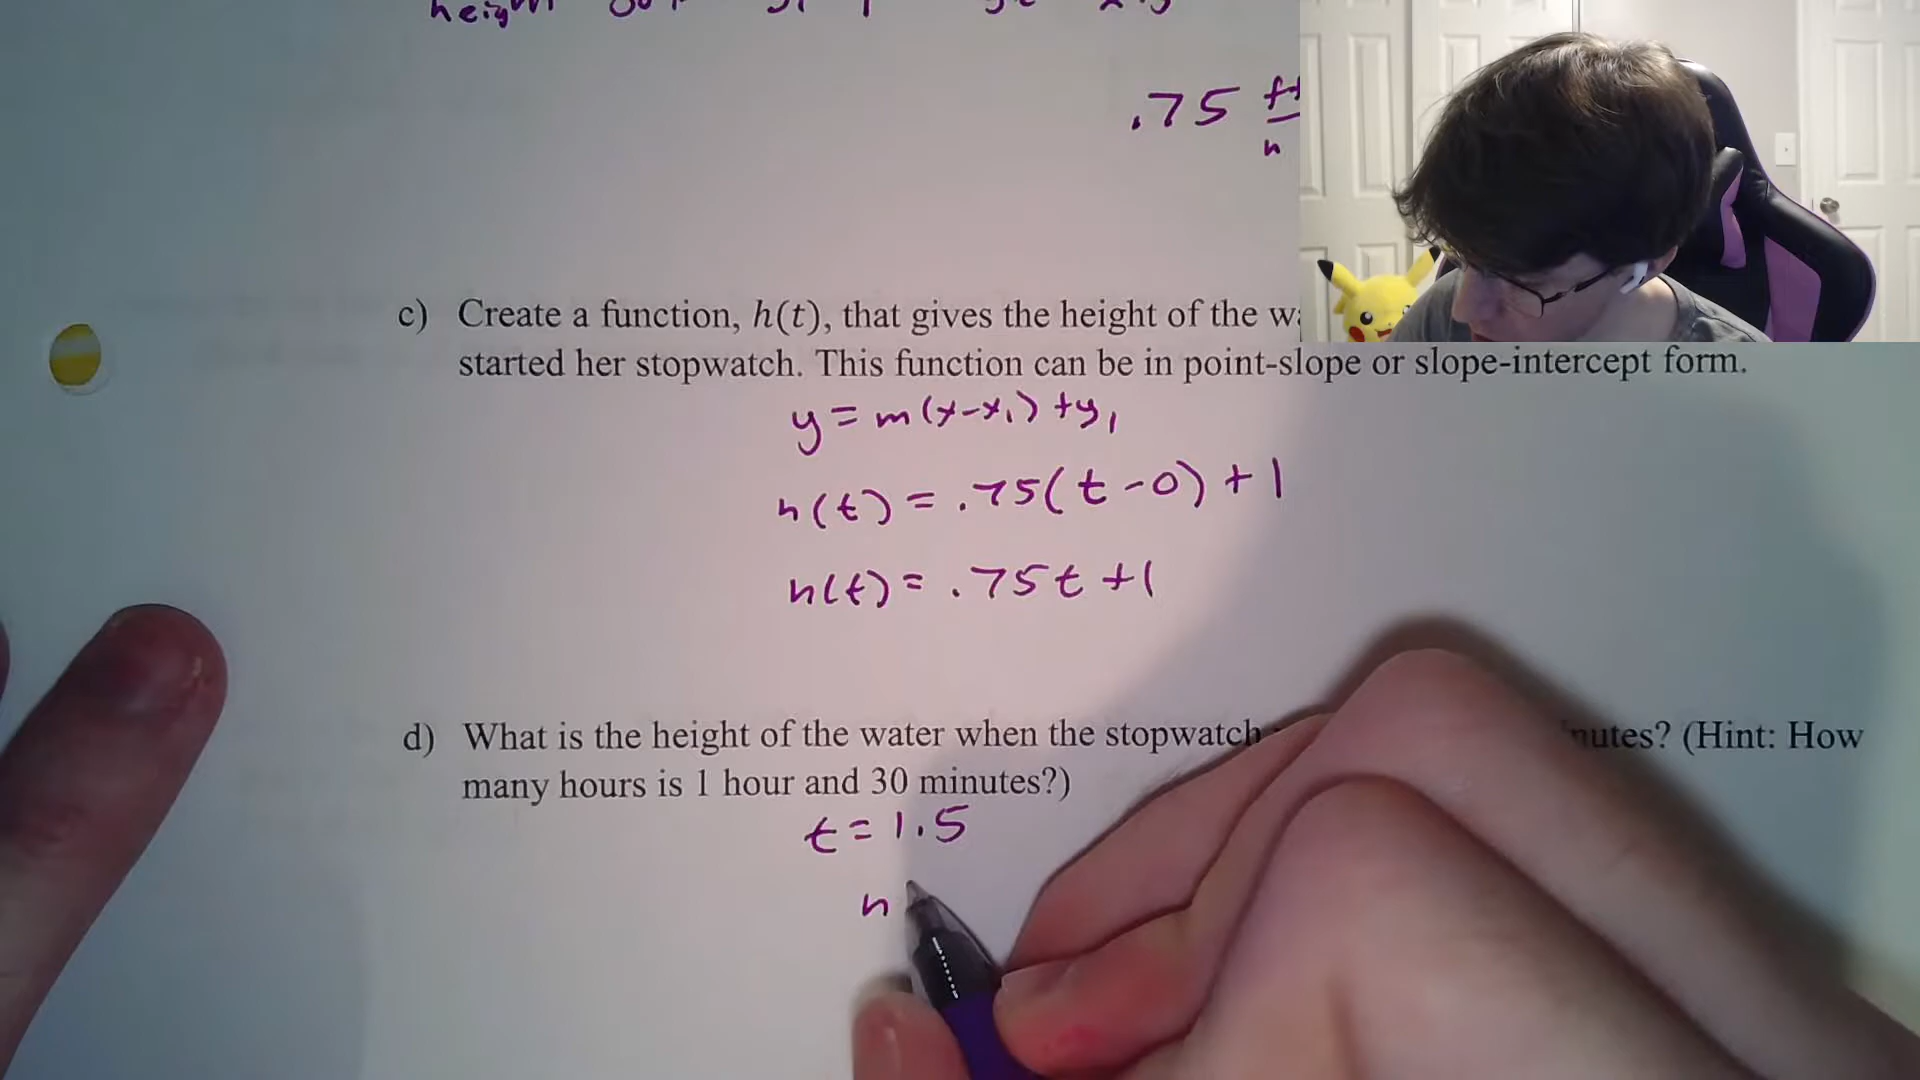 height
.75 ft
h
c) Create a function, h(t), that gives the height of the
started her stopwatch. This function can be in point-slope or slope-intercept form.
y = m(x-x₁) + y₁
h(t) = .75(t-0) + 1
h(t) = .75t + 1
d) What is the height of the water when the stopwatch (Hint: How
many hours is 1 hour and 30 minutes?)
t = 1.5
h